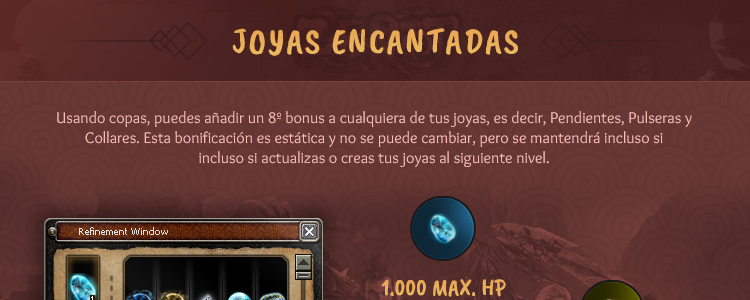 JOYAS ENCANTADAS
Usando copas, puedes añadir un 8º bonus a cualquiera de tus joyas, es decir, Pendientes, Pulseras y
Collares. Esta bonificación es estática y no se puede cambiar, pero se mantendrá incluso si
incluso si actualizas o creas tus joyas al siguiente nivel.
Refinement Window
1
1.000 MAX. HP